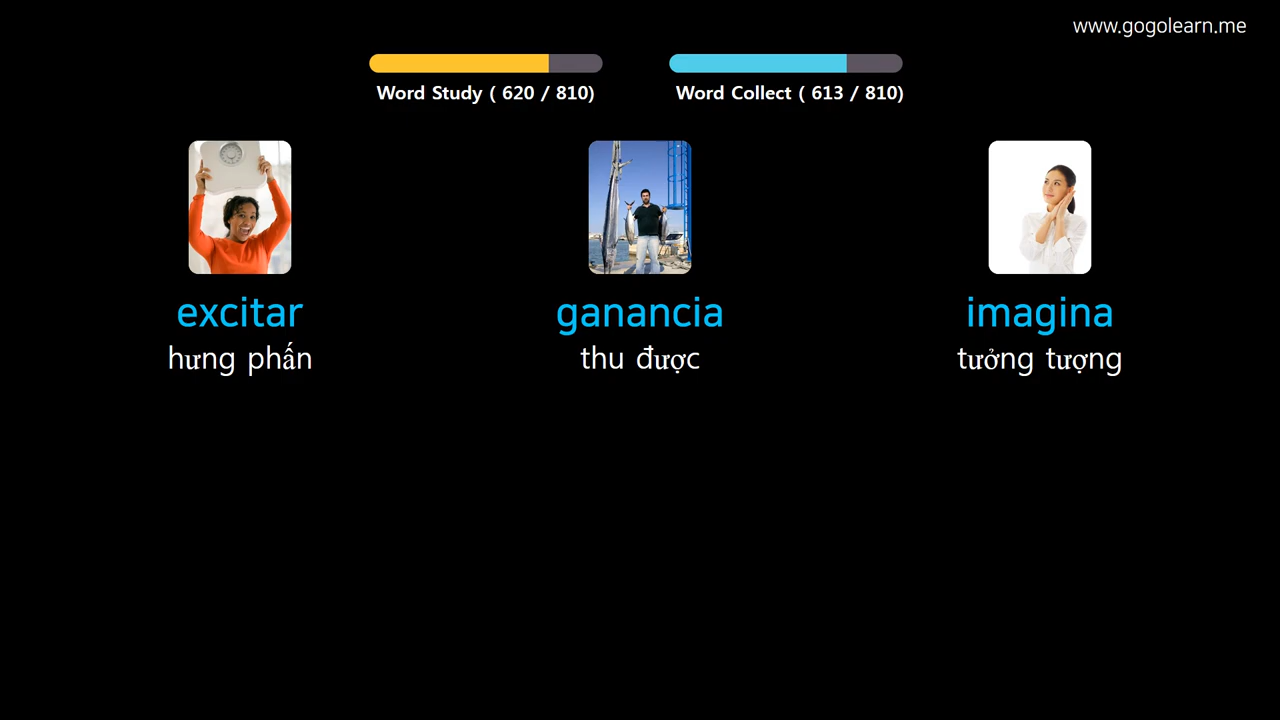 www.gogolearn.me
Word Study ( 620 / 810)
Word Collect ( 613 / 810)
excitar
ganancia
imagina
hưng phấn
thu được
tưởng tượng